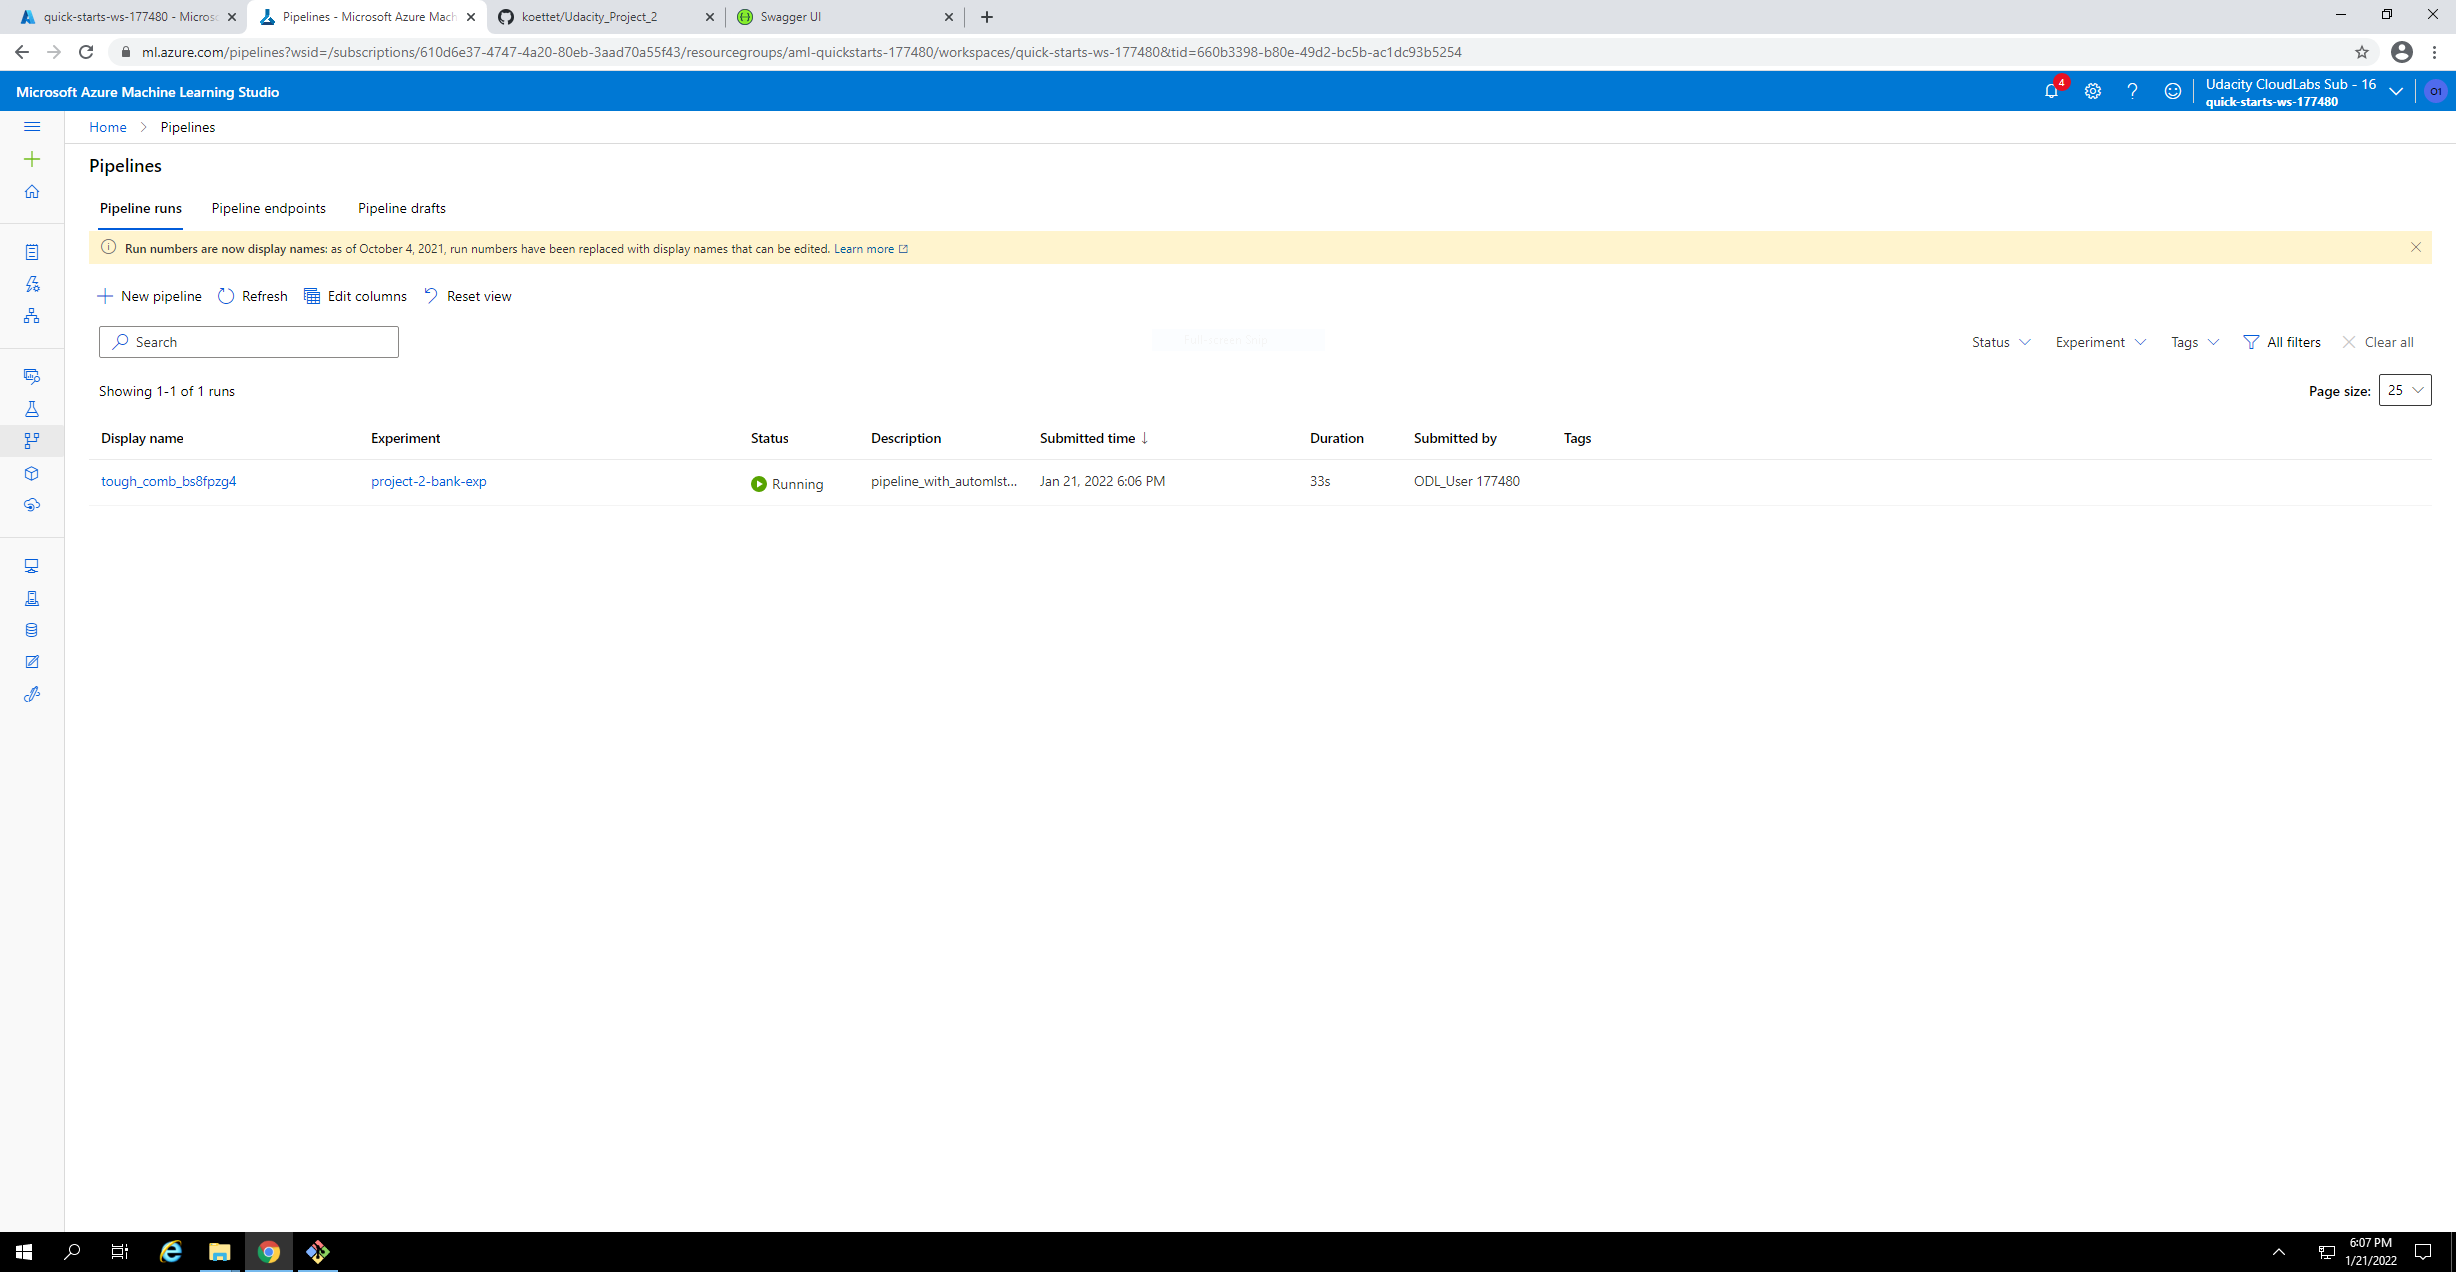 quick-starts-ws-177480 - Micros
Pipelines - Microsoft Azure Mach
koettet/Udacity_Project_2
Swagger UI
ml.azure.com/pipelines?wsid=/subscriptions/610d6e37-4747-4a20-80eb-3aad70a55f43/resourcegroups/aml-quickstarts-177480/workspaces/quick-starts-ws-177480&tid=660b3398-b80e-49d2-bc5b-ac1dc93b5254
Microsoft Azure Machine Learning Studio
4
Udacity CloudLabs Sub - 16
quick-starts-ws-177480
O1
Home > Pipelines
Pipelines
Pipeline runs Pipeline endpoints Pipeline drafts
Run numbers are now display names: as of October 4, 2021, run numbers have been replaced with display names that can be edited. Learn more
New pipeline Refresh Edit columns Reset view
Search
Status Experiment Tags All filters Clear all
Showing 1-1 of 1 runs
Page size: 25
Display name Experiment Status Description Submitted time ↓ Duration Submitted by Tags
tough_comb_bs8fpzg4 project-2-bank-exp Running pipeline_with_automlst... Jan 21, 2022 6:06 PM 33s ODL_User 177480
6:07 PM
1/21/2022